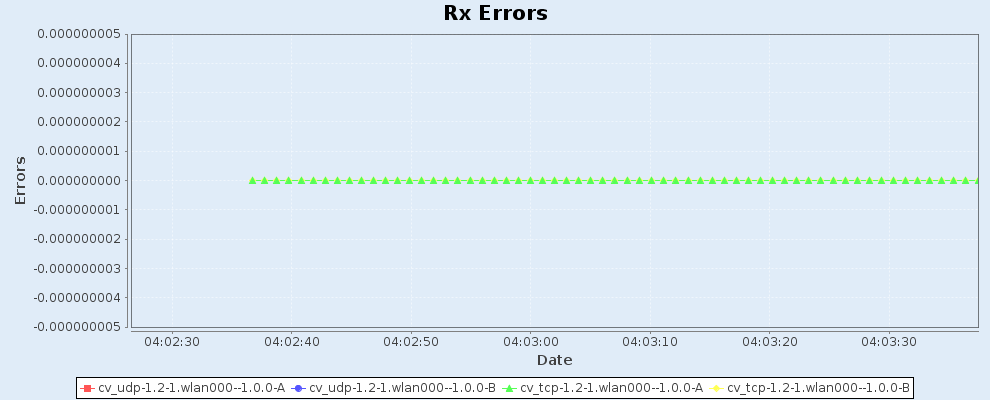 Rx Errors
0.000000005
0.000000004
0.000000003
0.000000002
0.000000001
0.000000000
-0.000000001
-0.000000002
-0.000000003
-0.000000004
-0.000000005
Errors
04:02:30 04:02:40 04:02:50 04:03:00 04:03:10 04:03:20 04:03:30
Date
cv_udp-1.2-1.wlan000--1.0.0-A cv_udp-1.2-1.wlan000--1.0.0-B cv_tcp-1.2-1.wlan000--1.0.0-A cv_tcp-1.2-1.wlan000--1.0.0-B